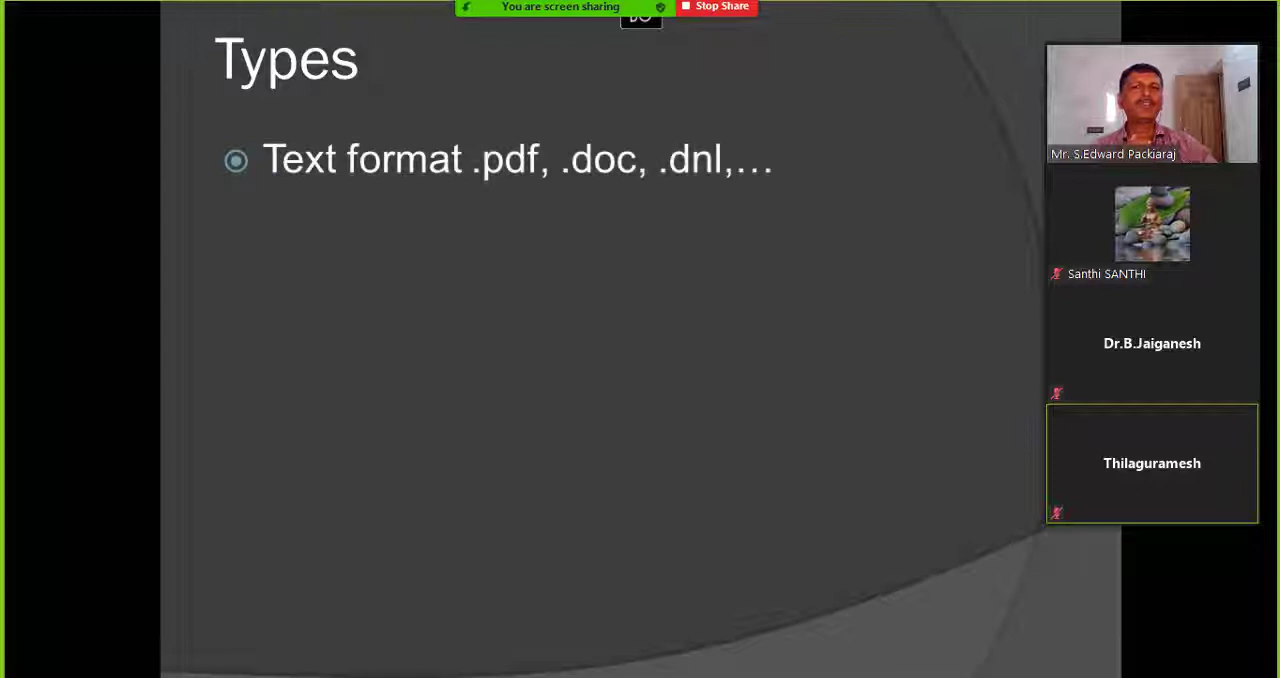 You are screen sharing
Stop Share
Types
Text format .pdf, .doc, .dnl,…
Mr. S.Edward Packiaraj
Santhi SANTHI
Dr.B.Jaiganesh
Thilaguramesh